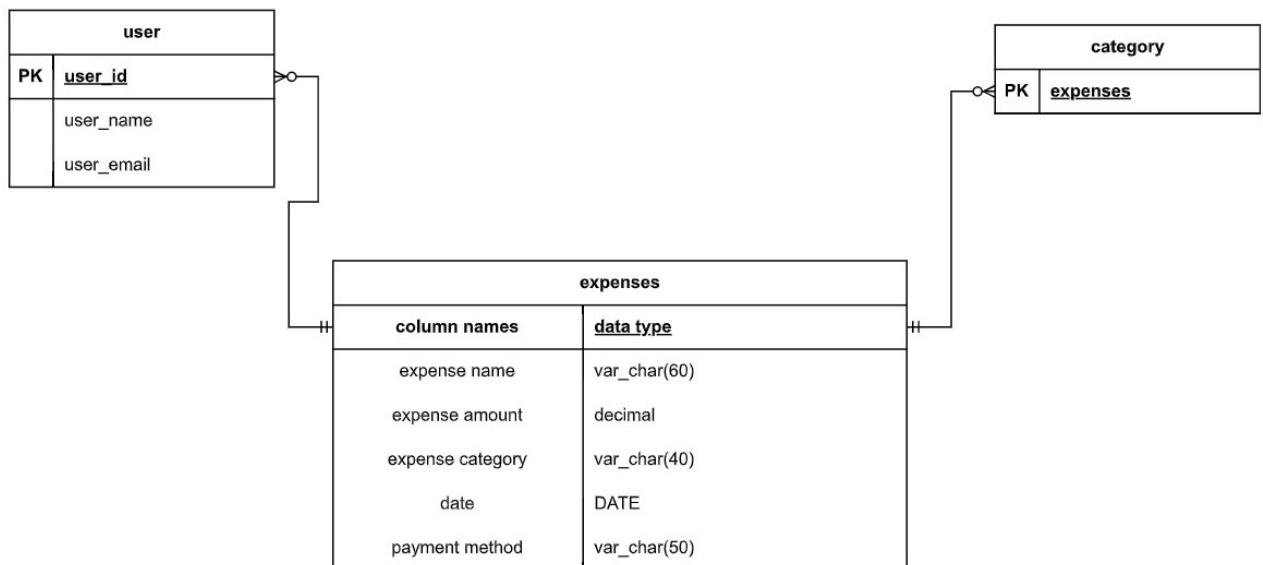 user
PK user_id
user_name
user_email
category
PK expenses
expenses
column names data type
expense name var_char(60)
expense amount decimal
expense category var_char(40)
date DATE
payment method var_char(50)